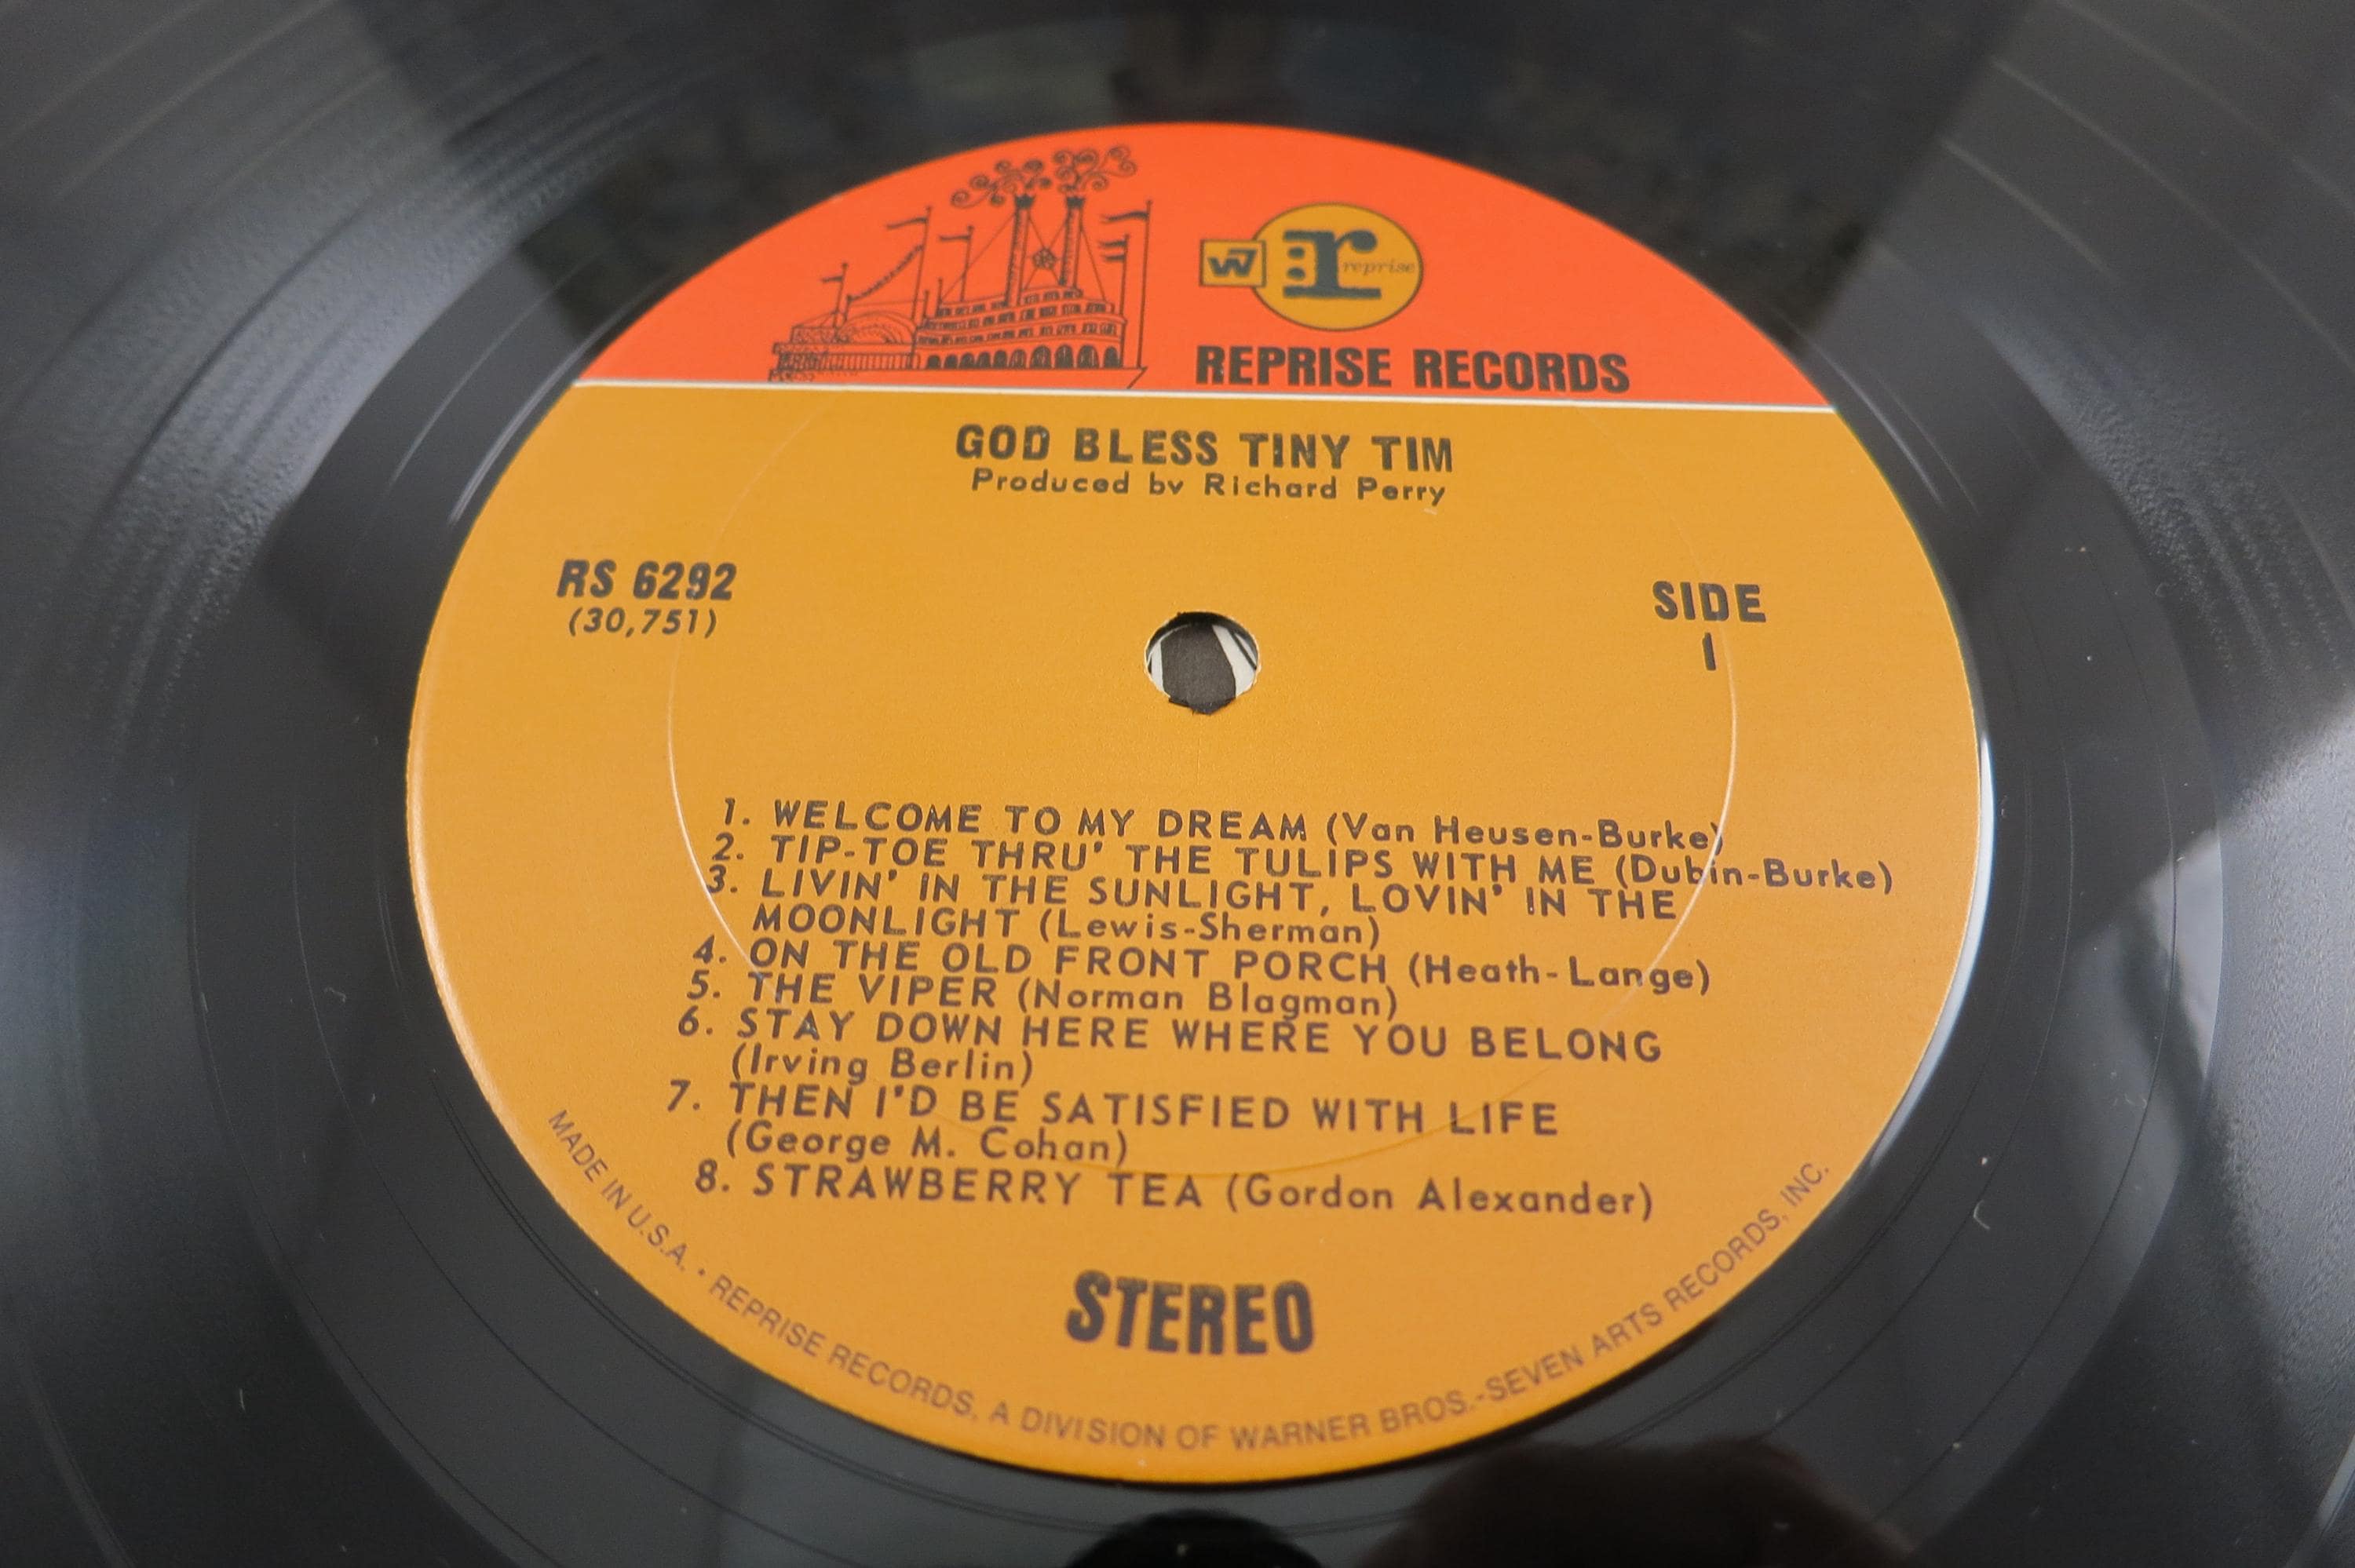 W7 r reprise
REPRISE RECORDS
GOD BLESS TINY TIM
Produced by Richard Perry
RS 6292
(30,751)
SIDE
1
1. WELCOME TO MY DREAM (Van Heusen-Burke)
2. TIP-TOE THRU' THE TULIPS WITH ME (Dubin-Burke)
3. LIVIN' IN THE SUNLIGHT, LOVIN' IN THE
MOONLIGHT (Lewis-Sherman)
4. ON THE OLD FRONT PORCH (Heath-Lange)
5. THE VIPER (Norman Blagman)
6. STAY DOWN HERE WHERE YOU BELONG
(Irving Berlin)
7. THEN I'D BE SATISFIED WITH LIFE
(George M. Cohan)
8. STRAWBERRY TEA (Gordon Alexander)
STEREO
MADE IN U.S.A. • REPRISE RECORDS, A DIVISION OF WARNER BROS.-SEVEN ARTS RECORDS, INC.